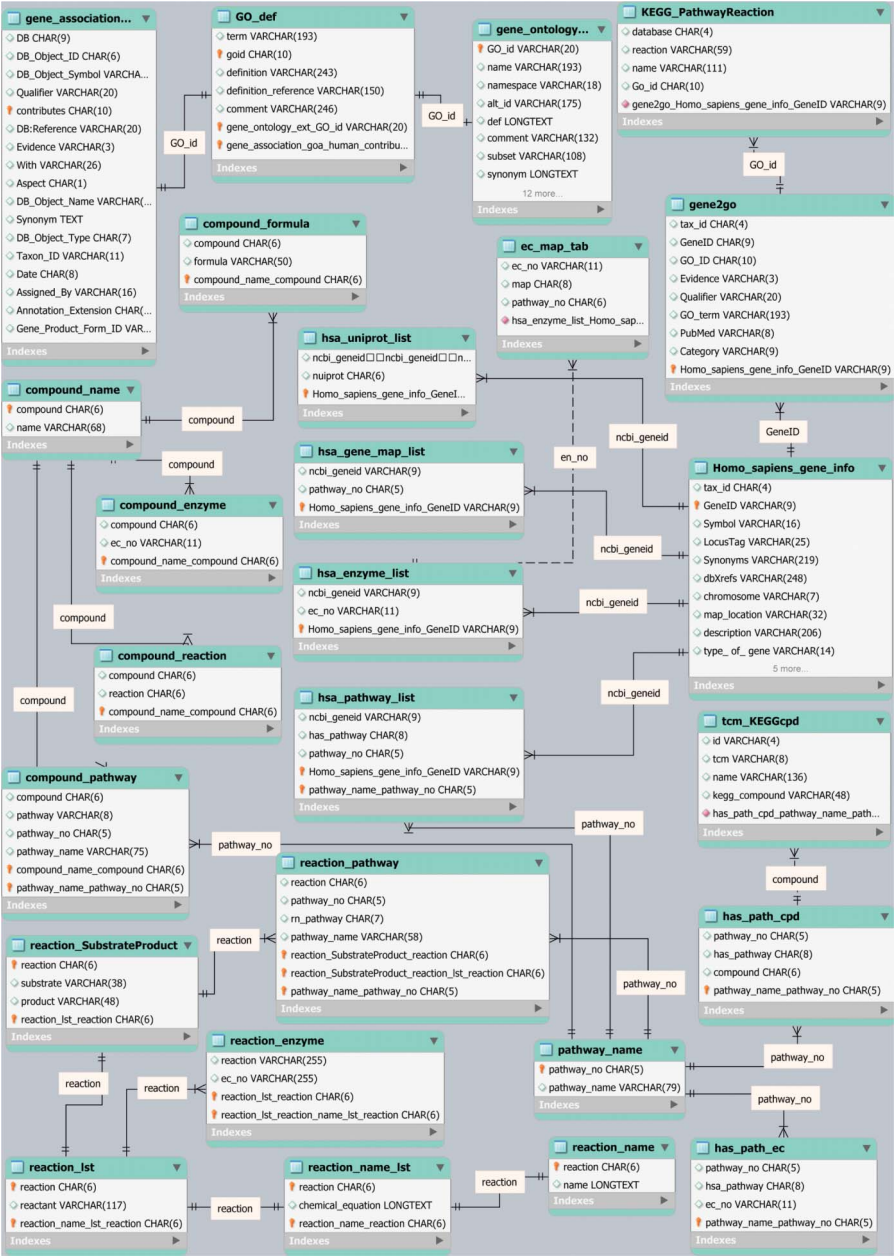 gene_association...
DB CHAR(9)
DB_Object_ID CHAR(6)
DB_Object_Symbol VARCHA...
Qualifier VARCHAR(20)
contributes CHAR(10)
DB:Reference VARCHAR(20)
Evidence VARCHAR(3)
With VARCHAR(26)
Aspect CHAR(1)
DB_Object_Name VARCHAR(...
Synonym TEXT
DB_Object_Type CHAR(7)
Taxon_ID VARCHAR(11)
Date CHAR(8)
Assigned_By VARCHAR(16)
Annotation_Extension CHAR(...
Gene_Product_Form_ID VAR...
Indexes
GO_def
term VARCHAR(193)
goid CHAR(10)
definition VARCHAR(243)
definition_reference VARCHAR(150)
comment VARCHAR(246)
gene_ontology_ext_GO_id VARCHAR(20)
gene_association_goa_human_contribu...
Indexes
GO_id
GO_id
gene_ontology...
GO_id VARCHAR(20)
name VARCHAR(193)
namespace VARCHAR(18)
alt_id VARCHAR(175)
def LONGTEXT
comment VARCHAR(132)
subset VARCHAR(108)
synonym LONGTEXT
12 more...
Indexes
KEGG_PathwayReaction
database CHAR(4)
reaction VARCHAR(59)
name VARCHAR(111)
Go_id CHAR(10)
gene2go_Homo_sapiens_gene_info_GeneID VARCHAR(9)
Indexes
GO_id
gene2go
tax_id CHAR(4)
GeneID CHAR(9)
GO_ID CHAR(10)
Evidence VARCHAR(3)
Qualifier VARCHAR(20)
GO_term VARCHAR(193)
PubMed VARCHAR(8)
Category VARCHAR(9)
Homo_sapiens_gene_info_GeneID VARCHAR(9)
Indexes
GeneID
compound_formula
compound CHAR(6)
formula VARCHAR(50)
compound_name_compound CHAR(6)
Indexes
ec_map_tab
ec_no VARCHAR(11)
map CHAR(8)
pathway_no CHAR(6)
hsa_enzyme_list_Homo_sap...
Indexes
hsa_uniprot_list
ncbi_geneid□□ncbi_geneid□□n...
nuiprot CHAR(6)
Homo_sapiens_gene_info_GeneI...
Indexes
compound_name
compound CHAR(6)
name VARCHAR(68)
Indexes
compound
compound
compound
compound
ncbi_geneid
en_no
ncbi_geneid
ncbi_geneid
ncbi_geneid
hsa_gene_map_list
ncbi_geneid VARCHAR(9)
pathway_no CHAR(5)
Homo_sapiens_gene_info_GeneID VARCHAR(9)
Indexes
Homo_sapiens_gene_info
tax_id CHAR(4)
GeneID VARCHAR(9)
Symbol VARCHAR(16)
LocusTag VARCHAR(25)
Synonyms VARCHAR(219)
dbXrefs VARCHAR(248)
chromosome VARCHAR(7)
map_location VARCHAR(32)
description VARCHAR(206)
type_ of_ gene VARCHAR(14)
5 more...
Indexes
compound_enzyme
compound CHAR(6)
ec_no VARCHAR(11)
compound_name_compound CHAR(6)
Indexes
hsa_enzyme_list
ncbi_geneid VARCHAR(9)
ec_no VARCHAR(11)
Homo_sapiens_gene_info_GeneID VARCHAR(9)
Indexes
compound_reaction
compound CHAR(6)
reaction CHAR(6)
compound_name_compound CHAR(6)
Indexes
hsa_pathway_list
ncbi_geneid VARCHAR(9)
has_pathway CHAR(8)
pathway_no CHAR(5)
Homo_sapiens_gene_info_GeneID VARCHAR(9)
pathway_name_pathway_no CHAR(5)
Indexes
tcm_KEGGcpd
id VARCHAR(4)
tcm VARCHAR(8)
name VARCHAR(136)
kegg_compound VARCHAR(48)
has_path_cpd_pathway_name_path...
Indexes
compound
compound_pathway
compound CHAR(6)
pathway VARCHAR(8)
pathway_no CHAR(5)
pathway_name VARCHAR(75)
compound_name_compound CHAR(6)
pathway_name_pathway_no CHAR(5)
Indexes
pathway_no
pathway_no
pathway_no
reaction_pathway
reaction CHAR(6)
pathway_no CHAR(5)
rn_pathway CHAR(7)
pathway_name VARCHAR(58)
reaction_SubstrateProduct_reaction CHAR(6)
reaction_SubstrateProduct_reaction_lst_reaction CHAR(6)
pathway_name_pathway_no CHAR(5)
Indexes
has_path_cpd
pathway_no CHAR(5)
has_pathway CHAR(8)
compound CHAR(6)
pathway_name_pathway_no CHAR(5)
Indexes
reaction_SubstrateProduct
reaction CHAR(6)
substrate VARCHAR(38)
product VARCHAR(48)
reaction_lst_reaction CHAR(6)
Indexes
reaction
reaction
reaction
reaction_enzyme
reaction VARCHAR(255)
ec_no VARCHAR(255)
reaction_lst_reaction CHAR(6)
reaction_lst_reaction_name_lst_reaction CHAR(6)
Indexes
pathway_name
pathway_no CHAR(5)
pathway_name VARCHAR(79)
Indexes
pathway_no
pathway_no
reaction_lst
reaction CHAR(6)
reactant VARCHAR(117)
reaction_name_lst_reaction CHAR(6)
Indexes
reaction
reaction_name_lst
reaction CHAR(6)
chemical_equation LONGTEXT
reaction_name_reaction CHAR(6)
Indexes
reaction
reaction_name
reaction CHAR(6)
name LONGTEXT
Indexes
has_path_ec
pathway_no CHAR(5)
hsa_pathway CHAR(8)
ec_no VARCHAR(11)
pathway_name_pathway_no CHAR(5)
Indexes